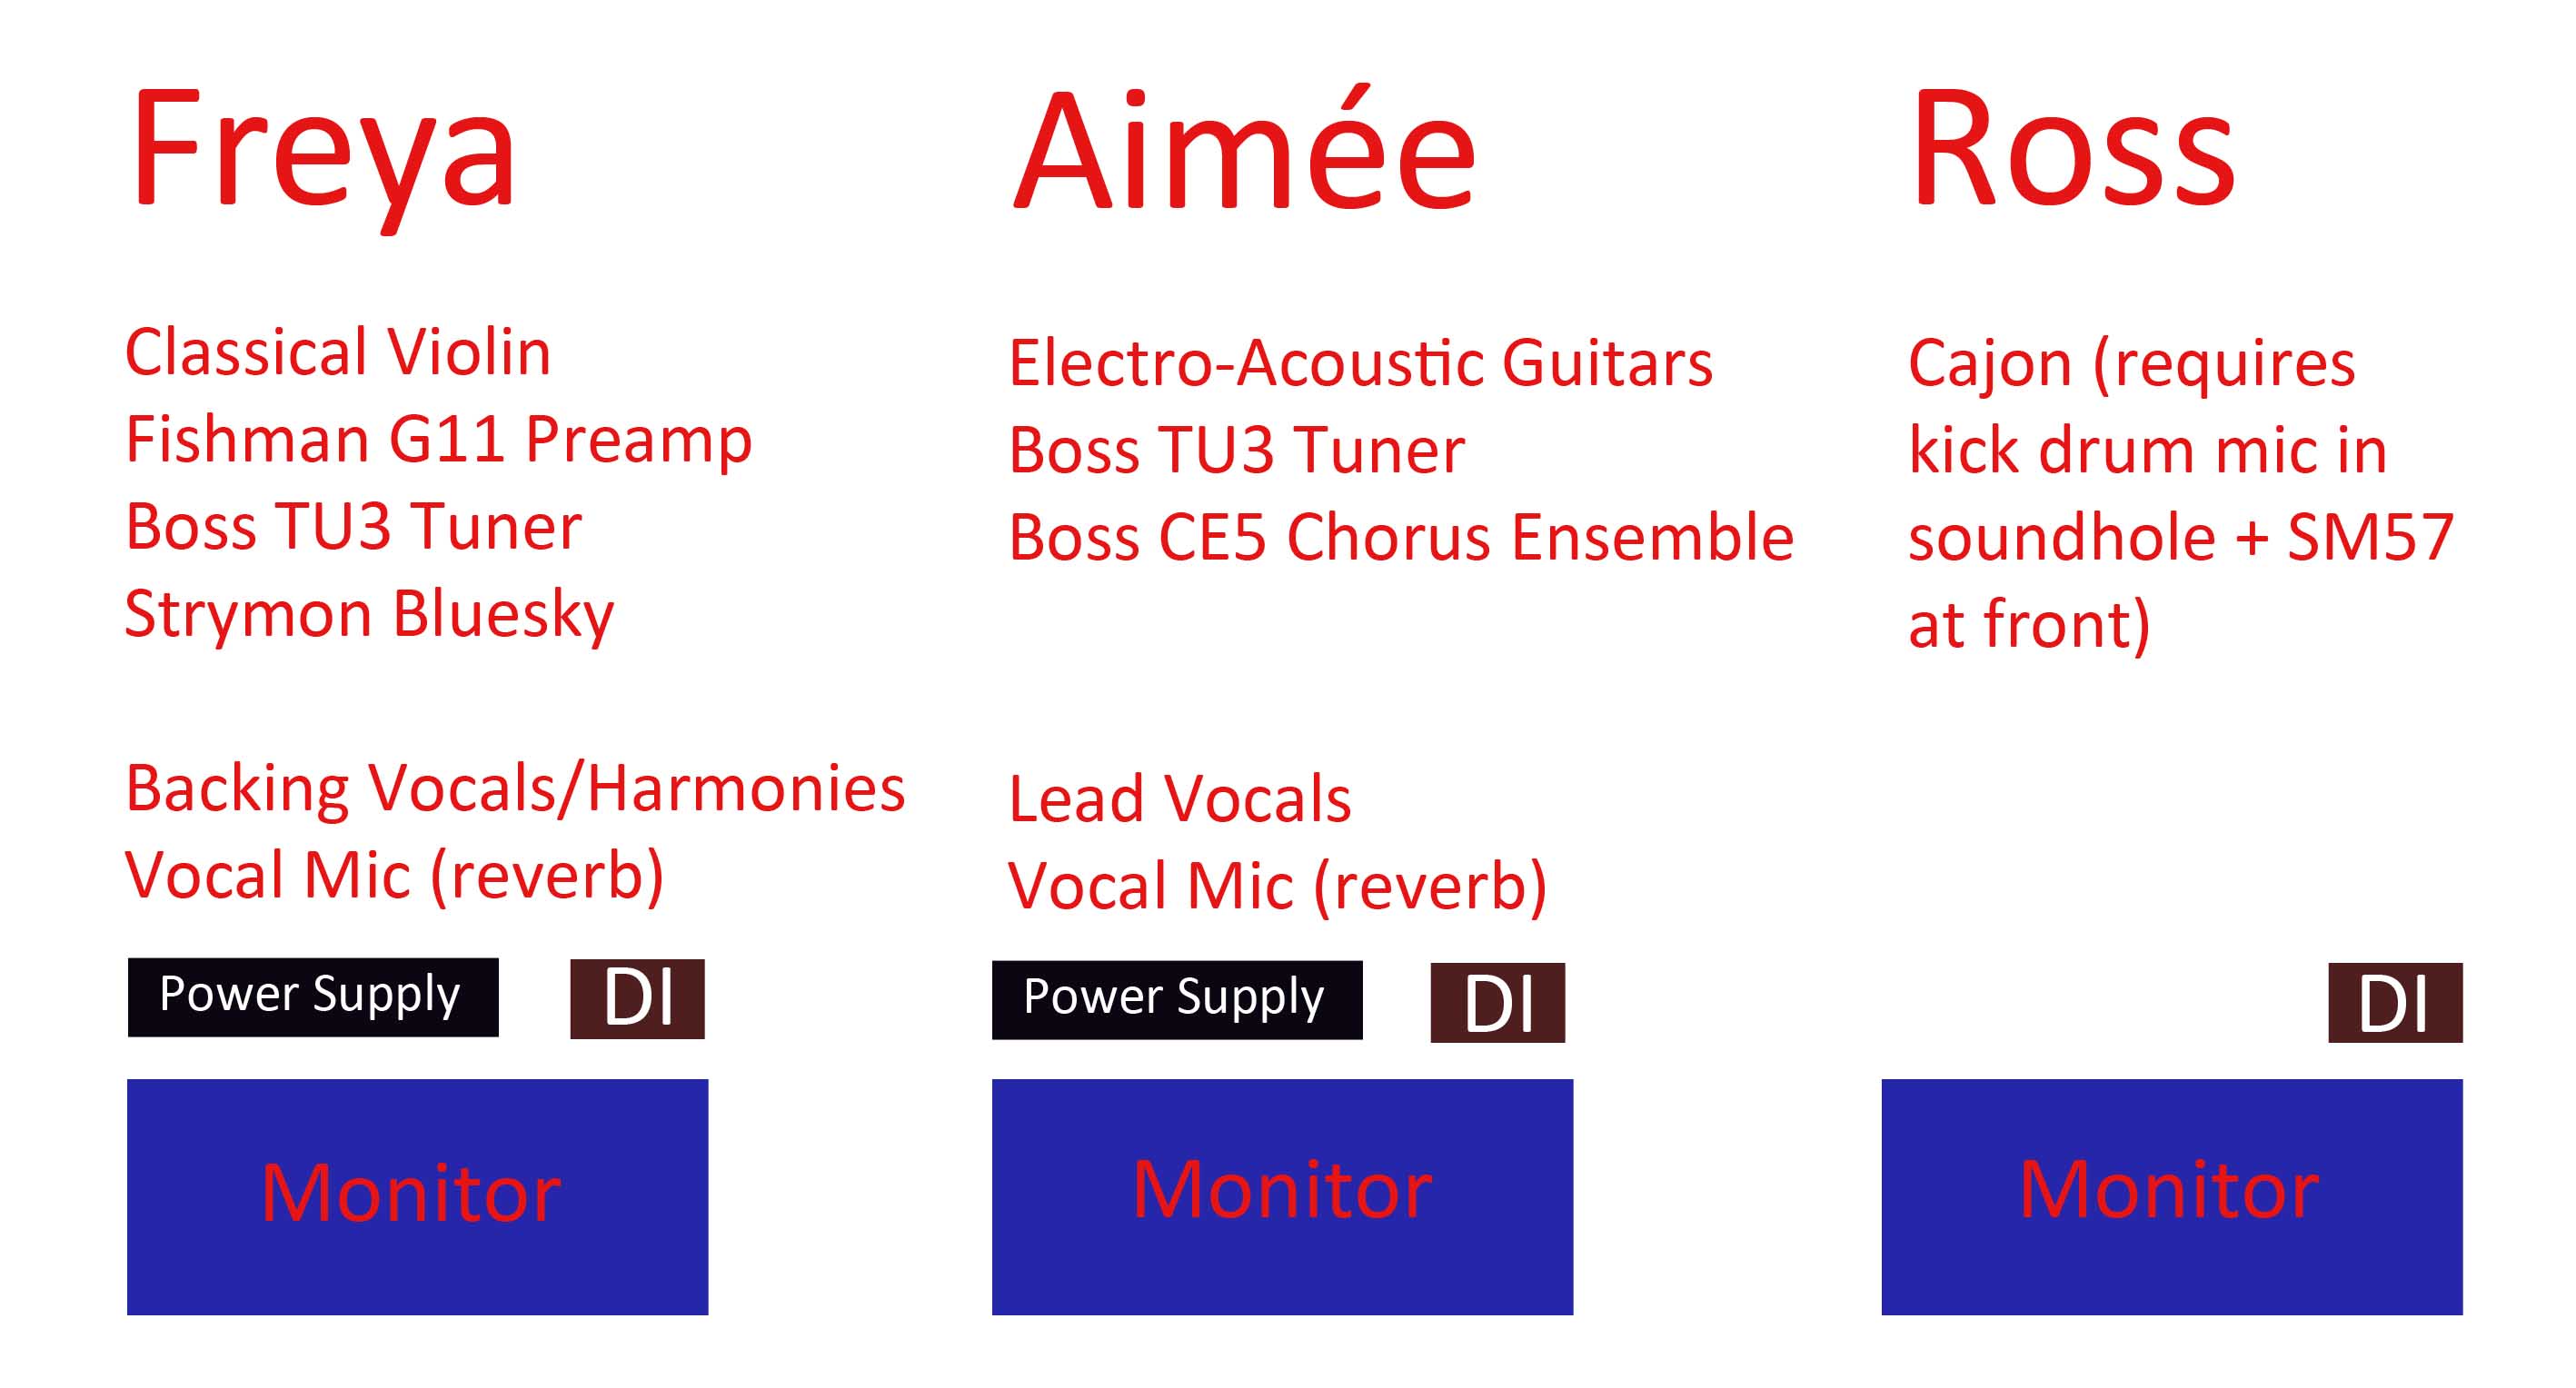 Freya
Classical Violin
Fishman G11 Preamp
Boss TU3 Tuner
Strymon Bluesky
Backing Vocals/Harmonies
Vocal Mic (reverb)
Power Supply
DI
Monitor
Aimée
Electro-Acoustic Guitars
Boss TU3 Tuner
Boss CE5 Chorus Ensemble
Lead Vocals
Vocal Mic (reverb)
Power Supply
DI
Monitor
Ross
Cajon (requires
kick drum mic in
soundhole + SM57
at front)
DI
Monitor